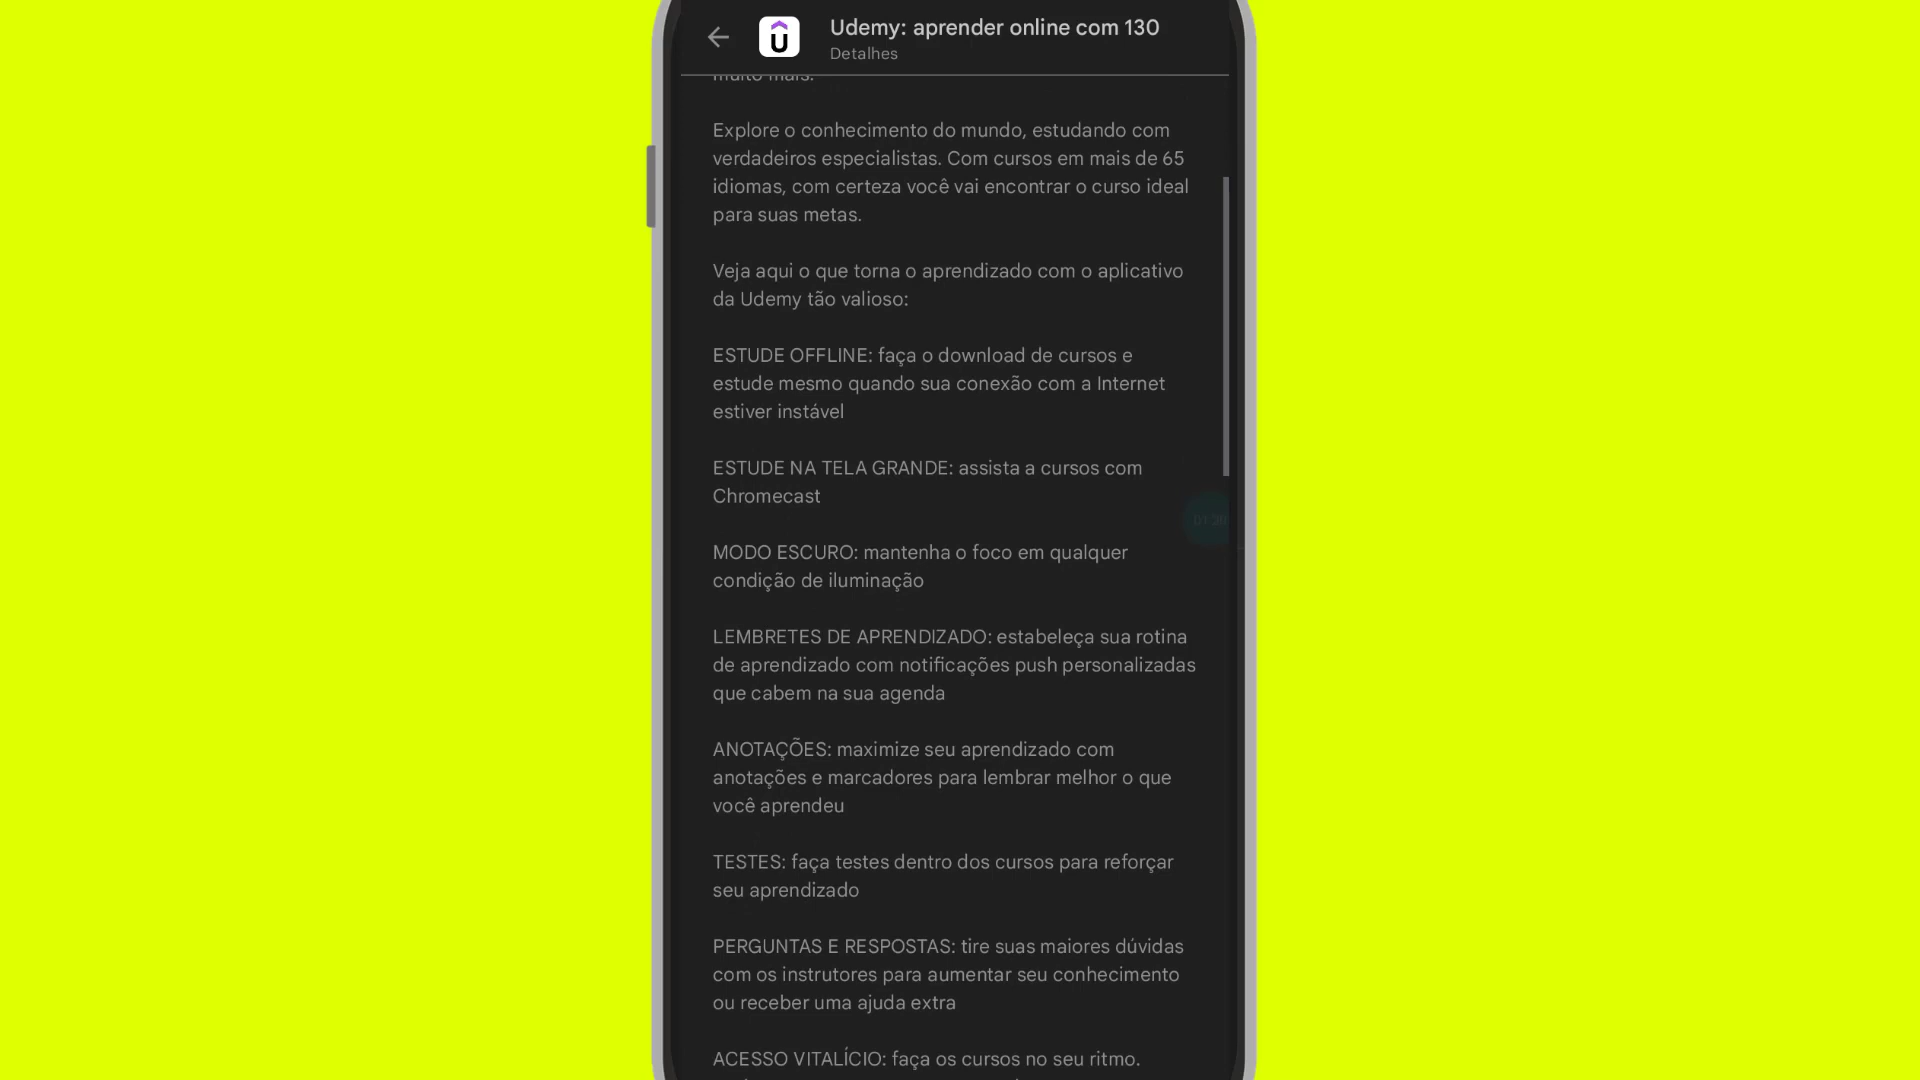 Udemy: aprender online com 130
Detalhes
muito mais.
Explore o conhecimento do mundo, estudando com
verdadeiros especialistas. Com cursos em mais de 65
idiomas, com certeza você vai encontrar o curso ideal
para suas metas.
Veja aqui o que torna o aprendizado com o aplicativo
da Udemy tão valioso:
ESTUDE OFFLINE: faça o download de cursos e
estude mesmo quando sua conexão com a Internet
estiver instável
ESTUDE NA TELA GRANDE: assista a cursos com
Chromecast
MODO ESCURO: mantenha o foco em qualquer
condição de iluminação
LEMBRETES DE APRENDIZADO: estabeleça sua rotina
de aprendizado com notificações push personalizadas
que cabem na sua agenda
ANOTAÇÕES: maximize seu aprendizado com
anotações e marcadores para lembrar melhor o que
você aprendeu
TESTES: faça testes dentro dos cursos para reforçar
seu aprendizado
PERGUNTAS E RESPOSTAS: tire suas maiores dúvidas
com os instrutores para aumentar seu conhecimento
ou receber uma ajuda extra
ACESSO VITALÍCIO: faça os cursos no seu ritmo.